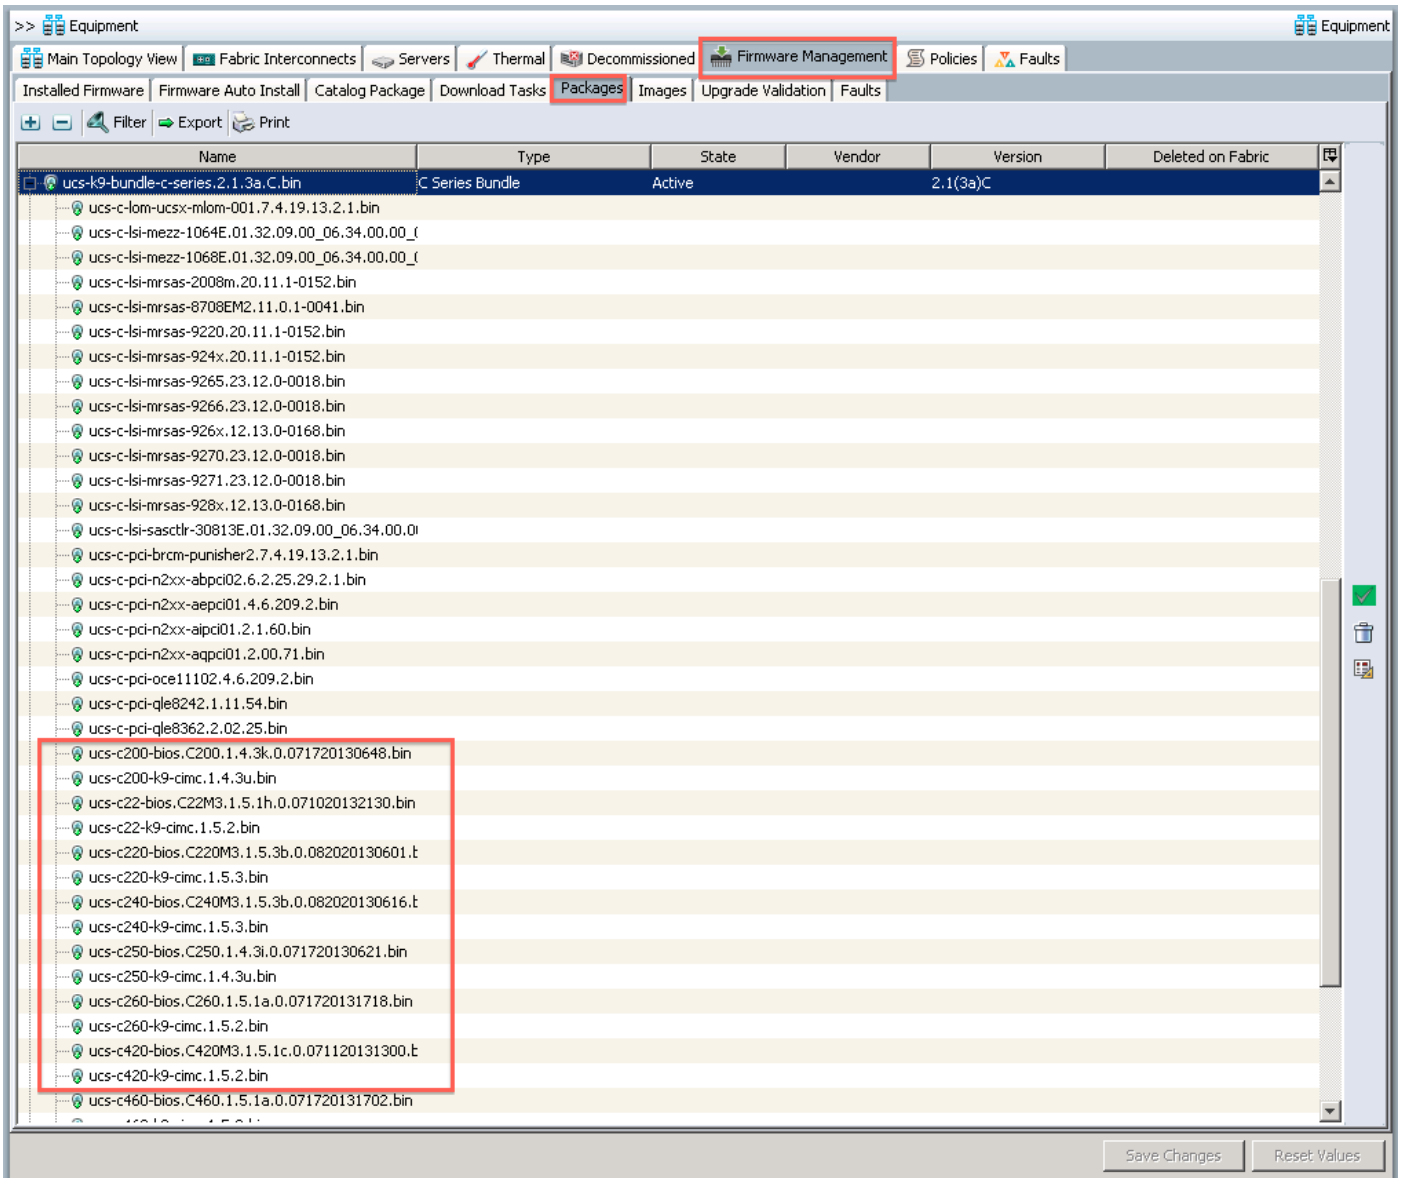 >> Equipment Equipment
Main Topology View Fabric Interconnects Servers Thermal Decommissioned Firmware Management Policies Faults
Installed Firmware Firmware Auto Install Catalog Package Download Tasks Packages Images Upgrade Validation Faults
Filter Export Print
Name Type State Vendor Version Deleted on Fabric
ucs-k9-bundle-c-series.2.1.3a.C.bin C Series Bundle Active 2.1(3a)C
ucs-c-lom-ucsx-mlom-001.7.4.19.13.2.1.bin
ucs-c-lsi-mezz-1064E.01.32.09.00_06.34.00.00_(
ucs-c-lsi-mezz-1068E.01.32.09.00_06.34.00.00_(
ucs-c-lsi-mrsas-2008m.20.11.1-0152.bin
ucs-c-lsi-mrsas-8708EM2.11.0.1-0041.bin
ucs-c-lsi-mrsas-9220.20.11.1-0152.bin
ucs-c-lsi-mrsas-924x.20.11.1-0152.bin
ucs-c-lsi-mrsas-9265.23.12.0-0018.bin
ucs-c-lsi-mrsas-9266.23.12.0-0018.bin
ucs-c-lsi-mrsas-926x.12.13.0-0168.bin
ucs-c-lsi-mrsas-9270.23.12.0-0018.bin
ucs-c-lsi-mrsas-9271.23.12.0-0018.bin
ucs-c-lsi-mrsas-928x.12.13.0-0168.bin
ucs-c-lsi-sasctlr-30813E.01.32.09.00_06.34.00.0
ucs-c-pci-brcm-punisher2.7.4.19.13.2.1.bin
ucs-c-pci-n2xx-abpci02.6.2.25.29.2.1.bin
ucs-c-pci-n2xx-aepci01.4.6.209.2.bin
ucs-c-pci-n2xx-aipci01.2.1.60.bin
ucs-c-pci-n2xx-aqpci01.2.00.71.bin
ucs-c-pci-oce11102.4.6.209.2.bin
ucs-c-pci-qle8242.1.11.54.bin
ucs-c-pci-qle8362.2.02.25.bin
ucs-c200-bios.C200.1.4.3k.0.071720130648.bin
ucs-c200-k9-cimc.1.4.3u.bin
ucs-c22-bios.C22M3.1.5.1h.0.071020132130.bin
ucs-c22-k9-cimc.1.5.2.bin
ucs-c220-bios.C220M3.1.5.3b.0.082020130601.b
ucs-c220-k9-cimc.1.5.3.bin
ucs-c240-bios.C240M3.1.5.3b.0.082020130616.b
ucs-c240-k9-cimc.1.5.3.bin
ucs-c250-bios.C250.1.4.3i.0.071720130621.bin
ucs-c250-k9-cimc.1.4.3u.bin
ucs-c260-bios.C260.1.5.1a.0.071720131718.bin
ucs-c260-k9-cimc.1.5.2.bin
ucs-c420-bios.C420M3.1.5.1c.0.071120131300.b
ucs-c420-k9-cimc.1.5.2.bin
ucs-c460-bios.C460.1.5.1a.0.071720131702.bin
Save Changes Reset Values